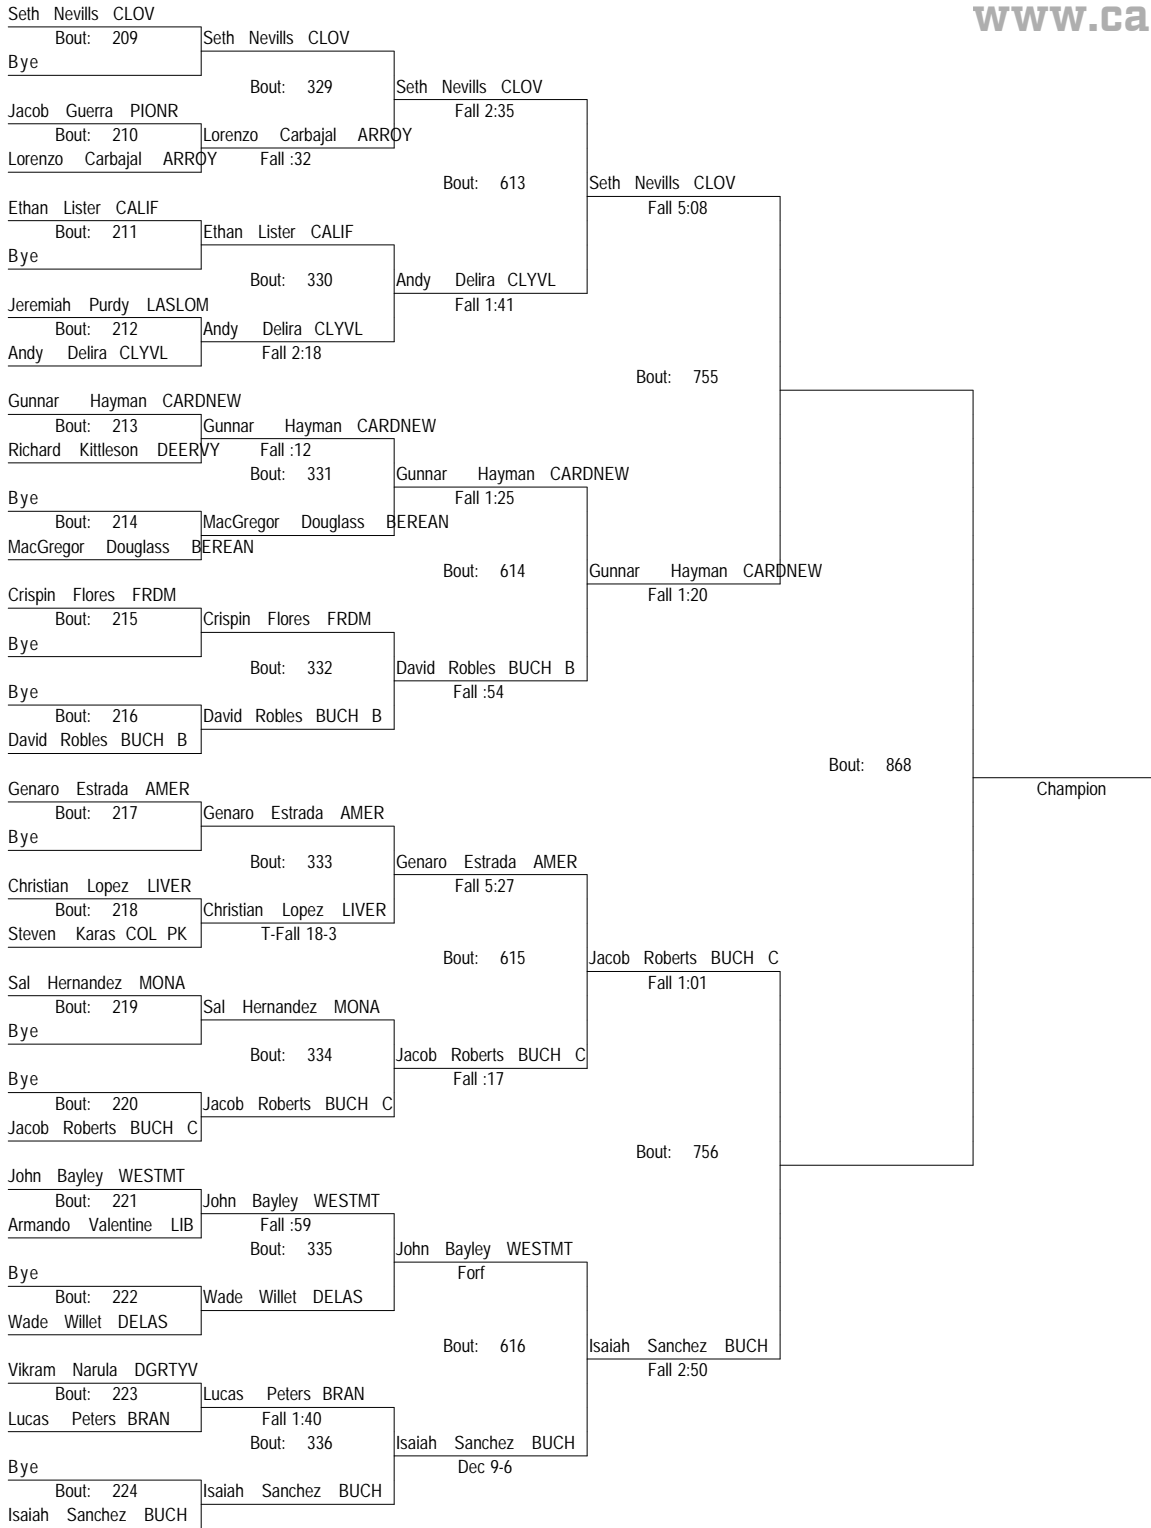 www.ca
Seth Nevills CLOV
Bout: 209
Seth Nevills CLOV
Bye
Bout: 329
Seth Nevills CLOV
Fall 2:35
Jacob Guerra PIONR
Bout: 210
Lorenzo Carbajal ARROY
Lorenzo Carbajal ARROY
Fall :32
Bout: 613
Seth Nevills CLOV
Fall 5:08
Ethan Lister CALIF
Bout: 211
Ethan Lister CALIF
Bye
Bout: 330
Andy Delira CLYVL
Fall 1:41
Jeremiah Purdy LASLOM
Bout: 212
Andy Delira CLYVL
Andy Delira CLYVL
Fall 2:18
Bout: 755
Gunnar Hayman CARDNEW
Bout: 213
Gunnar Hayman CARDNEW
Richard Kittleson DEERVY
Fall :12
Bout: 331
Gunnar Hayman CARDNEW
Fall 1:25
Bye
Bout: 214
MacGregor Douglass BEREAN
MacGregor Douglass BEREAN
Bout: 614
Gunnar Hayman CARDNEW
Fall 1:20
Crispin Flores FRDM
Bout: 215
Crispin Flores FRDM
Bye
Bout: 332
David Robles BUCH B
Fall :54
Bye
Bout: 216
David Robles BUCH B
David Robles BUCH B
Bout: 868
Champion
Genaro Estrada AMER
Bout: 217
Genaro Estrada AMER
Bye
Bout: 333
Genaro Estrada AMER
Fall 5:27
Christian Lopez LIVER
Bout: 218
Christian Lopez LIVER
Steven Karas COL PK
T-Fall 18-3
Bout: 615
Jacob Roberts BUCH C
Fall 1:01
Sal Hernandez MONA
Bout: 219
Sal Hernandez MONA
Bye
Bout: 334
Jacob Roberts BUCH C
Fall :17
Bye
Bout: 220
Jacob Roberts BUCH C
Jacob Roberts BUCH C
Bout: 756
John Bayley WESTMT
Bout: 221
John Bayley WESTMT
Armando Valentine LIB
Fall :59
Bout: 335
John Bayley WESTMT
Forf
Bye
Bout: 222
Wade Willet DELAS
Wade Willet DELAS
Bout: 616
Isaiah Sanchez BUCH
Fall 2:50
Vikram Narula DGRTYV
Bout: 223
Lucas Peters BRAN
Lucas Peters BRAN
Fall 1:40
Bout: 336
Isaiah Sanchez BUCH
Dec 9-6
Bye
Bout: 224
Isaiah Sanchez BUCH
Isaiah Sanchez BUCH